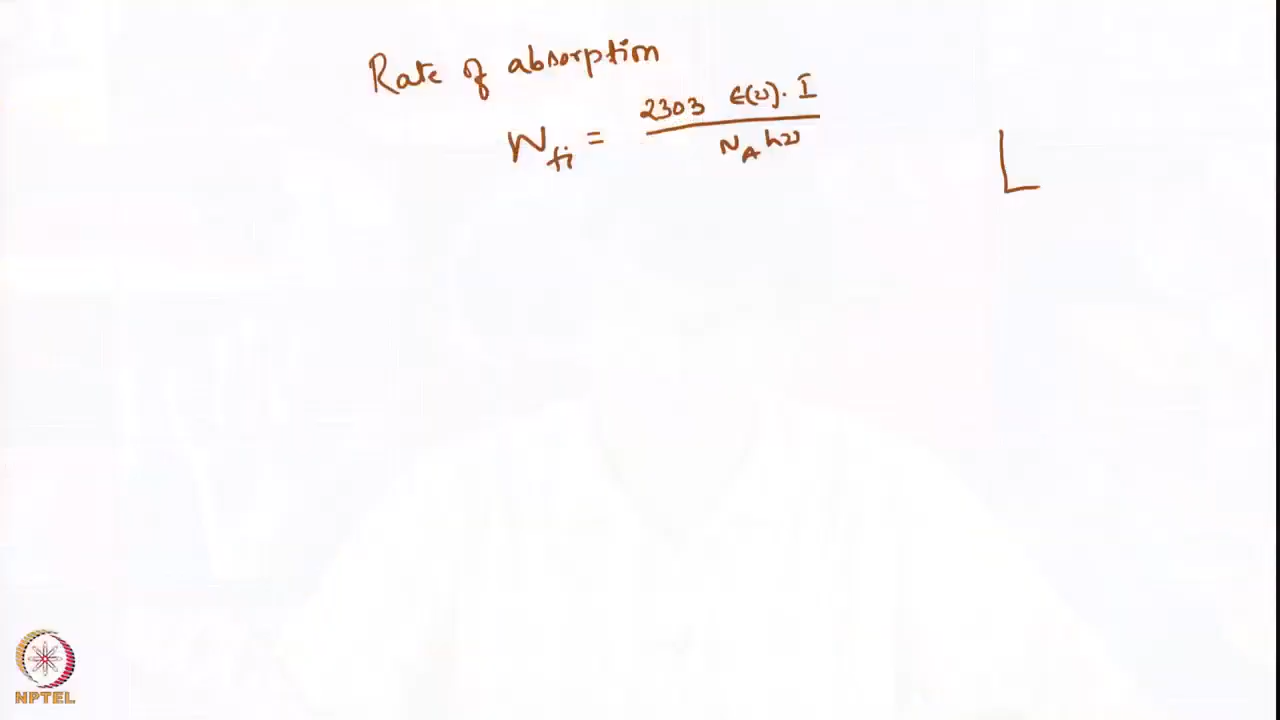 Rate of absorption
W_fi = 2303 ε(ν) · I / N_A hν
NPTEL